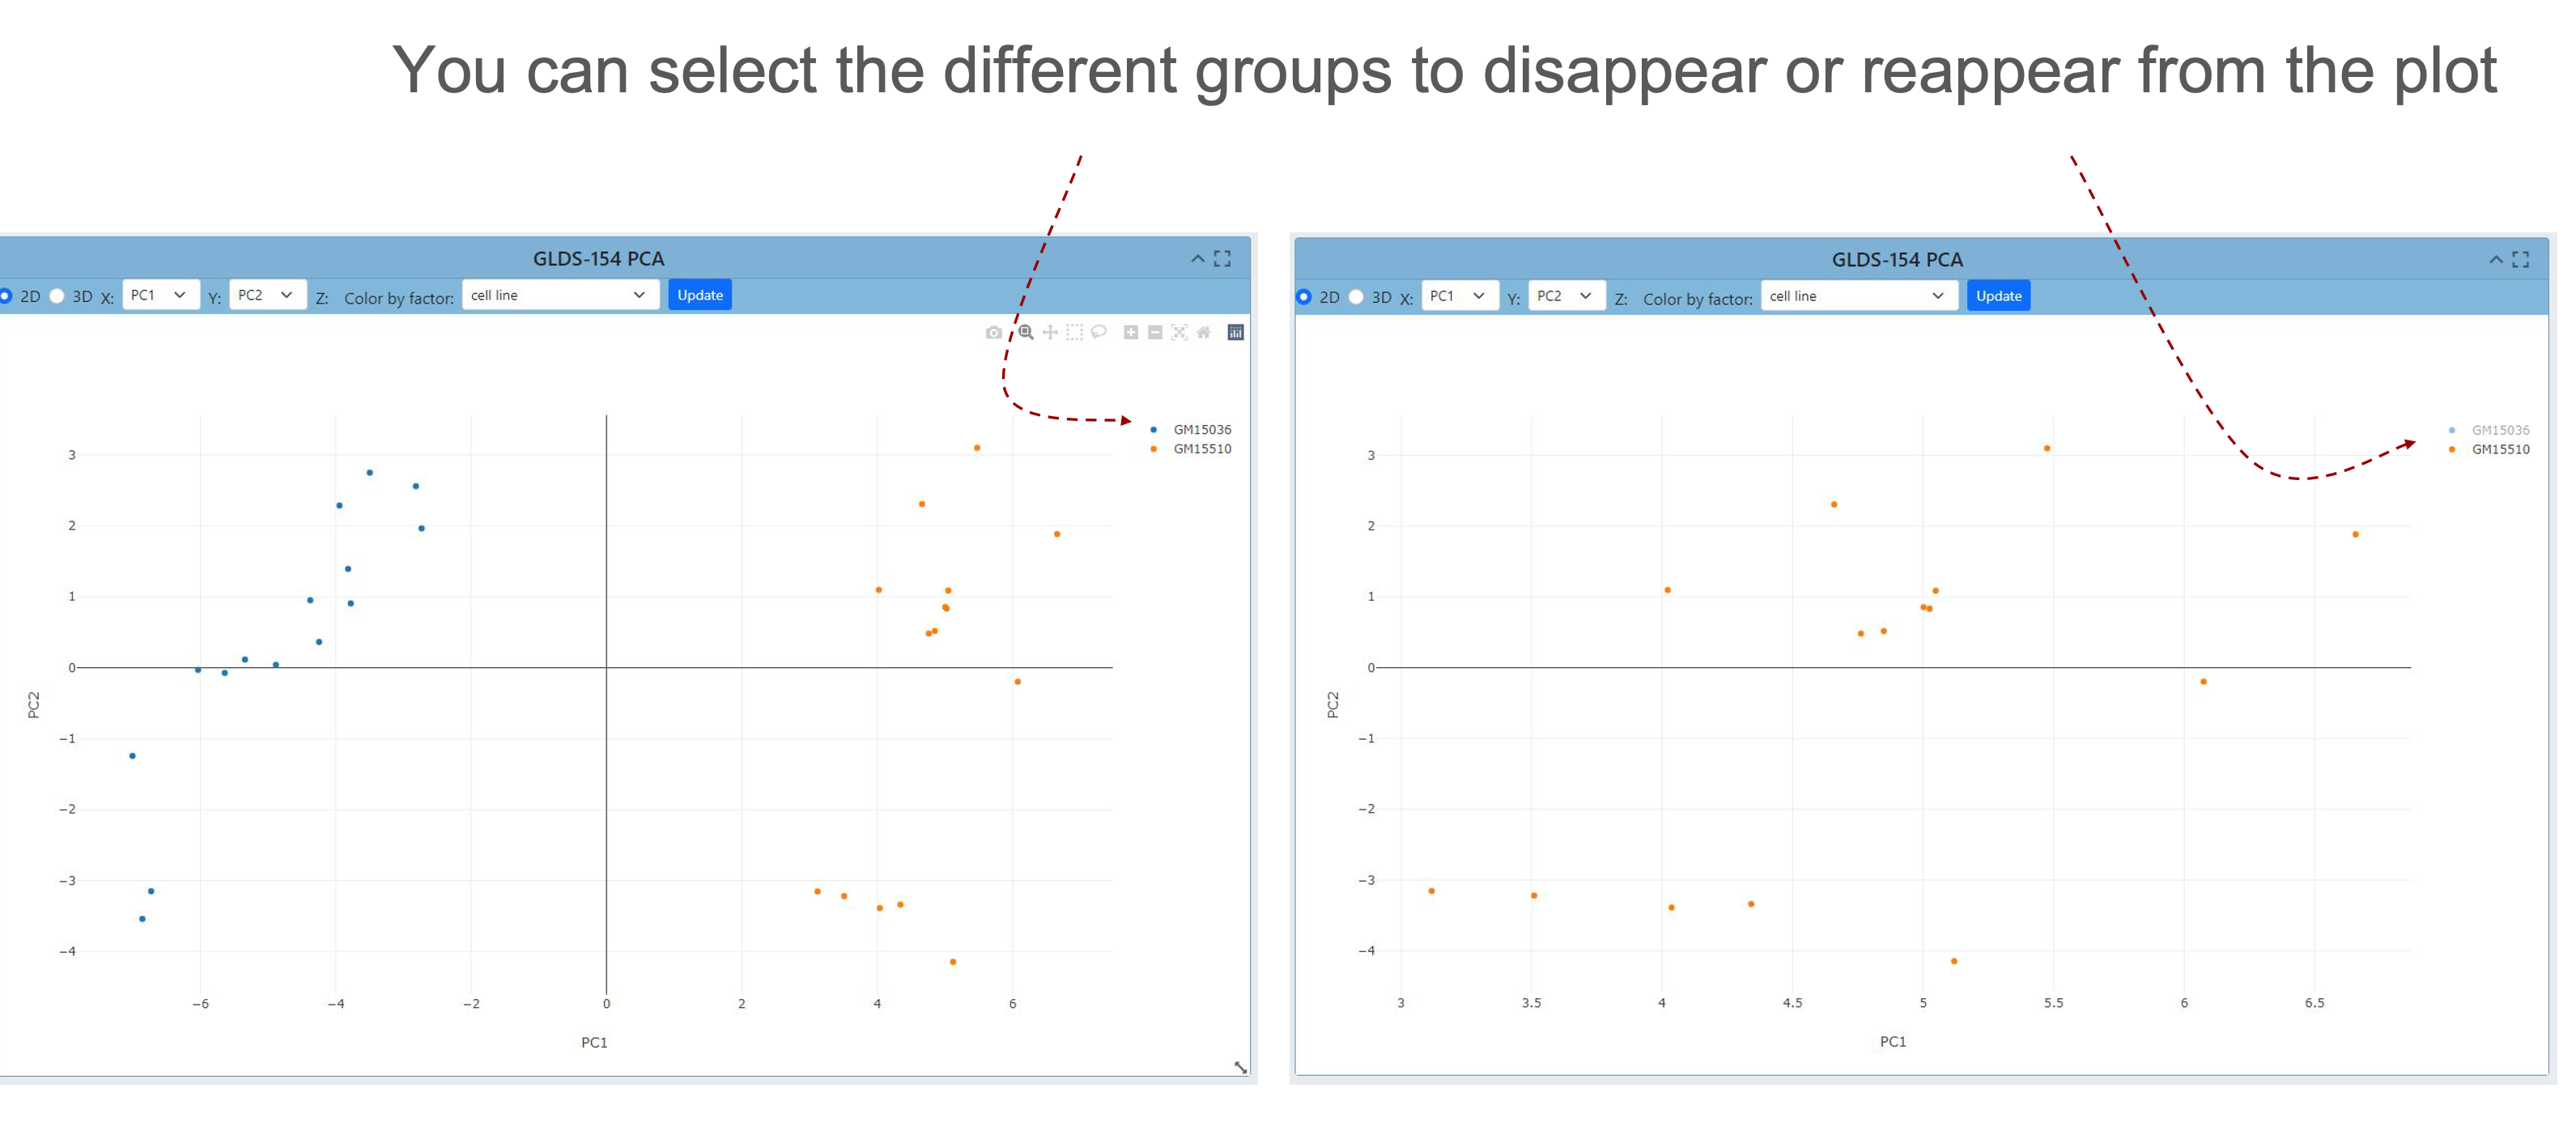 You can select the different groups to disappear or reappear from the plot
GLDS-154 PCA
2D 3D X: PC1 Y: PC2 Z: Color by factor: cell line Update
GM15036
GM15510
3
2
1
0
−1
−2
−3
−4
PC2
−6 −4 −2 0 2 4 6
PC1
GLDS-154 PCA
2D 3D X: PC1 Y: PC2 Z: Color by factor: cell line Update
GM15036
GM15510
3
2
1
0
−1
−2
−3
−4
PC2
3 3.5 4 4.5 5 5.5 6 6.5
PC1